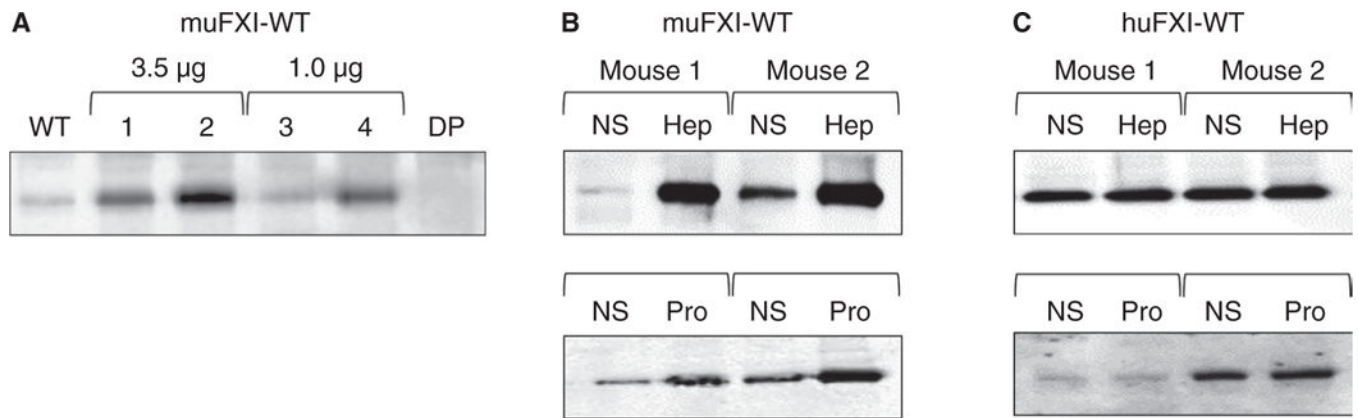 A muFXI-WT
3.5 µg 1.0 µg
WT 1 2 3 4 DP
B muFXI-WT
Mouse 1 Mouse 2
NS Hep NS Hep
NS Pro NS Pro
C huFXI-WT
Mouse 1 Mouse 2
NS Hep NS Hep
NS Pro NS Pro